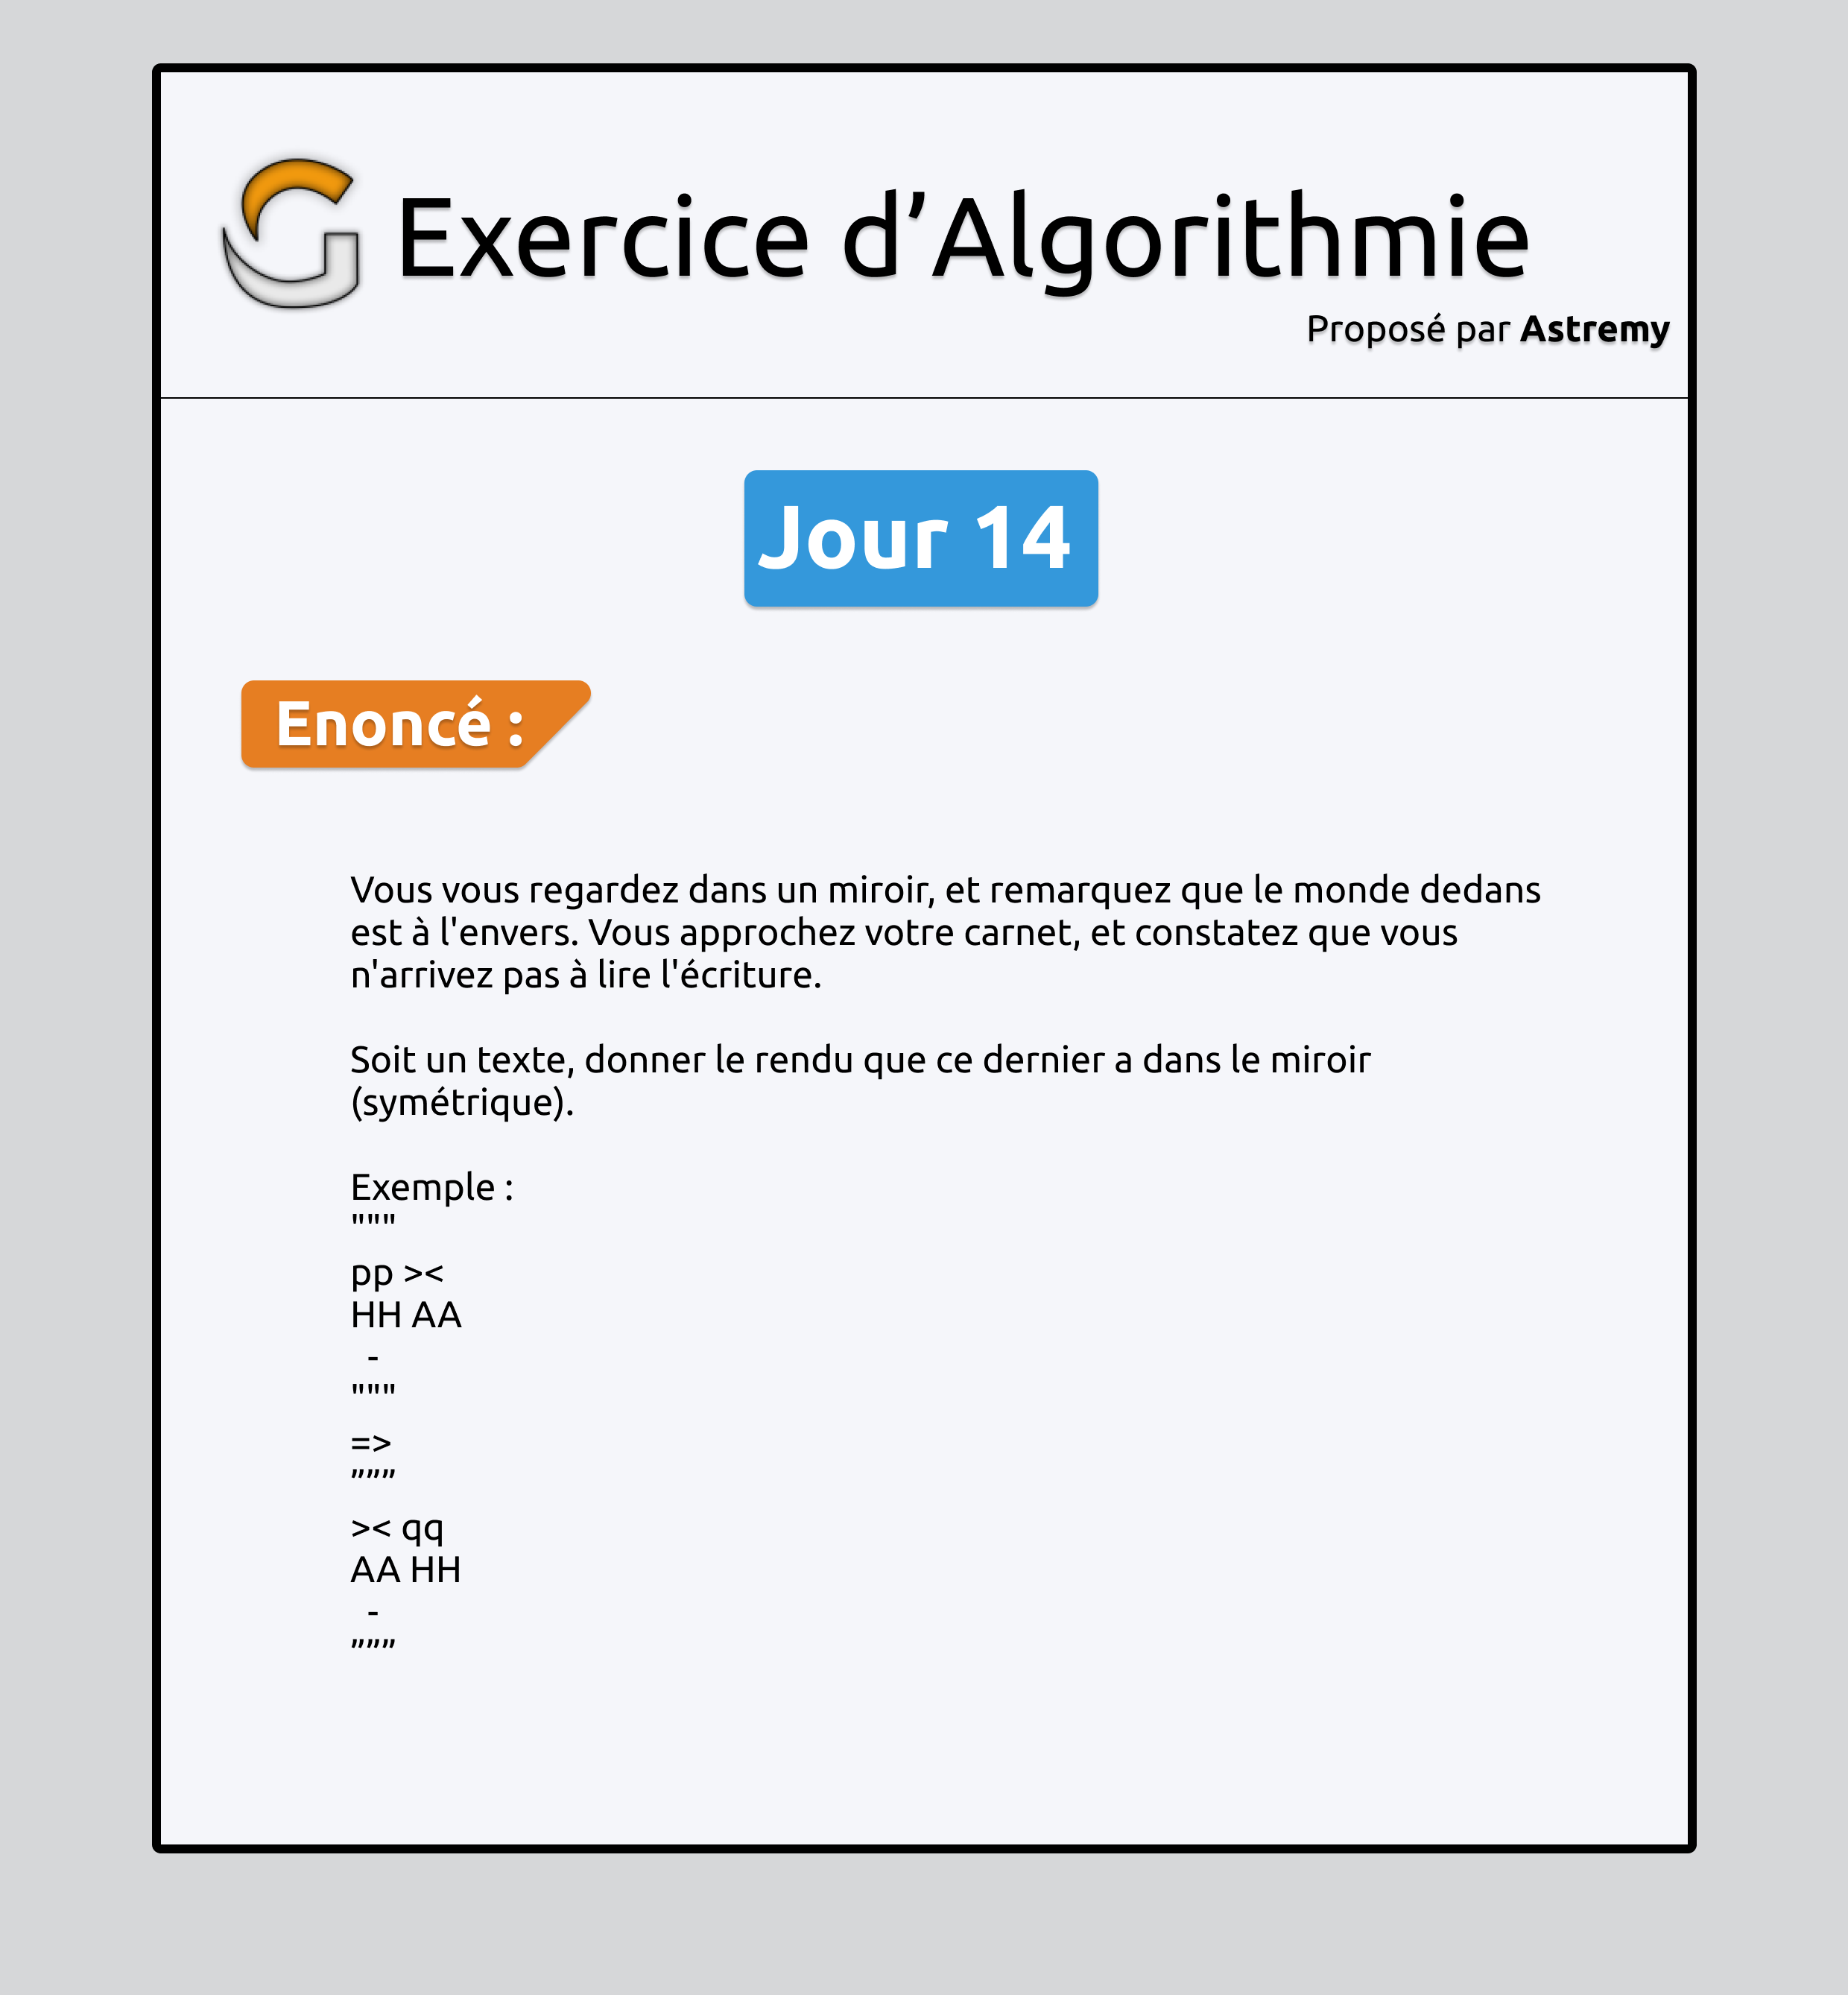 Exercice d’Algorithmie
Proposé par Astremy
Jour 14
Enoncé :
Vous vous regardez dans un miroir, et remarquez que le monde dedans
est à l'envers. Vous approchez votre carnet, et constatez que vous
n'arrivez pas à lire l'écriture.
Soit un texte, donner le rendu que ce dernier a dans le miroir
(symétrique).
Exemple :
"""
pp ><
HH AA
  -
"""
=>
”””
>< qq
AA HH
  -
”””